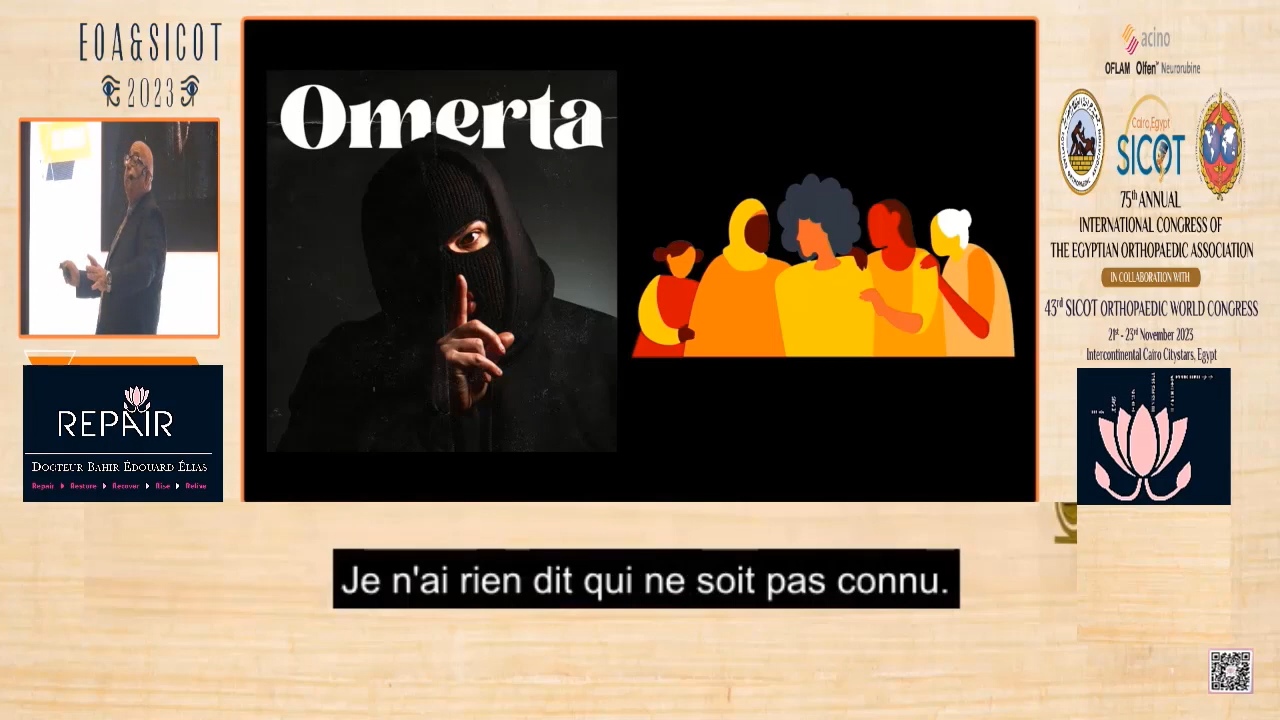 EOA&SICOT
2023
REPAIR
DOCTEUR BAHIR ÉDOUARD ÉLIAS
Repair Restore Recover Rise Relive
Omerta
Je n'ai rien dit qui ne soit pas connu.
acino
OFLAM Olfen Neurorubine
Cairo, Egypt
SICOT
75th ANNUAL
INTERNATIONAL CONGRESS OF
THE EGYPTIAN ORTHOPAEDIC ASSOCIATION
IN COLLABORATION WITH
43rd SICOT ORTHOPAEDIC WORLD CONGRESS
21st - 23rd November 2023
Intercontinental Cairo Citystars, Egypt